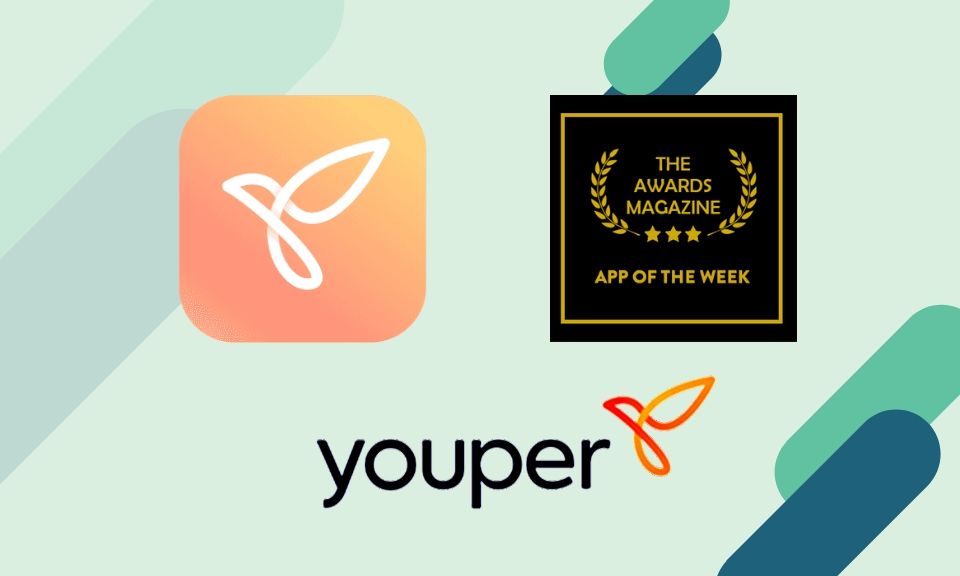 THE
AWARDS
MAGAZINE
APP OF THE WEEK
youper